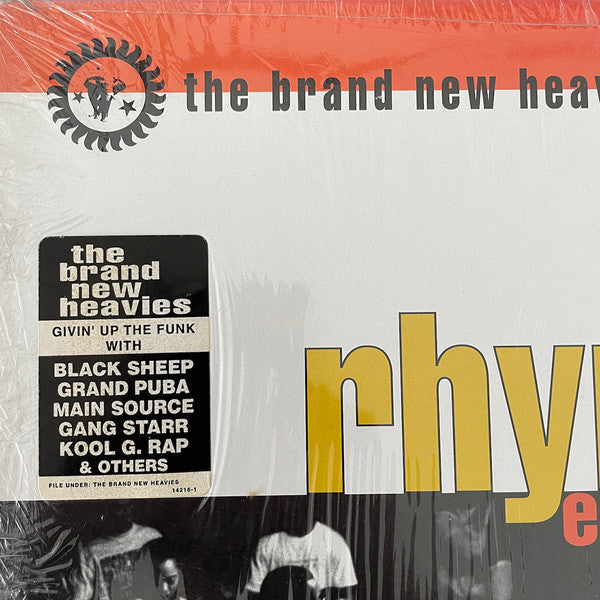 the brand new heav
the
brand
new
heavies
GIVIN' UP THE FUNK
WITH
BLACK SHEEP
GRAND PUBA
MAIN SOURCE
GANG STARR
KOOL G. RAP
& OTHERS
FILE UNDER: THE BRAND NEW HEAVIES
14216-1
rhy
e